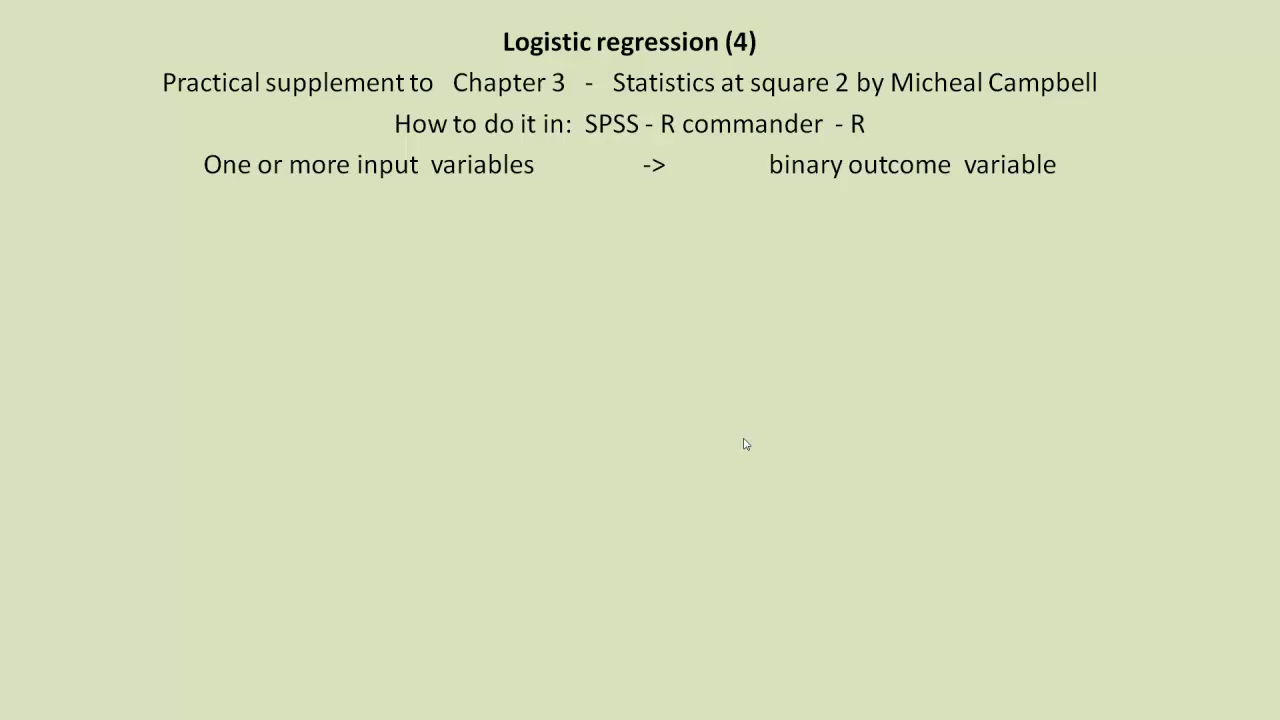 Logistic regression (4)
Practical supplement to Chapter 3 - Statistics at square 2 by Micheal Campbell
How to do it in: SPSS - R commander - R
One or more input variables -> binary outcome variable